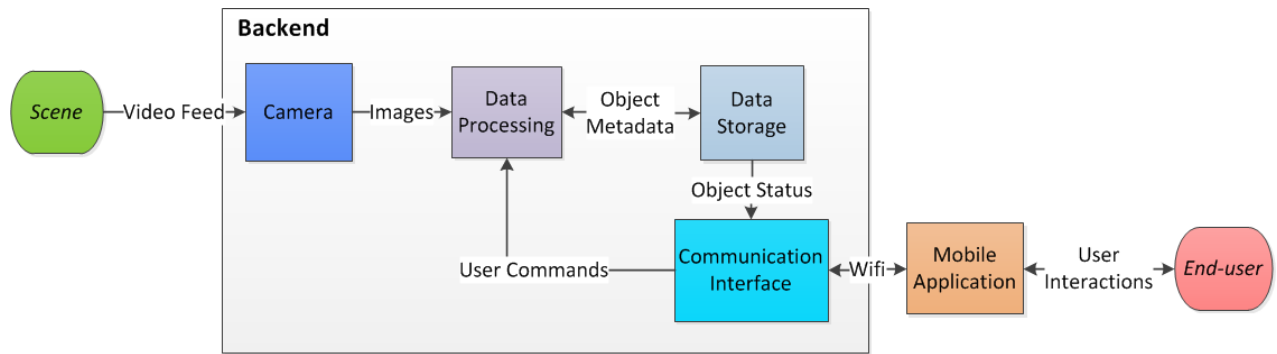 Backend
Scene
Video Feed
Camera
Images
Data
Processing
Object
Metadata
Data
Storage
Object Status
User Commands
Communication
Interface
Wifi
Mobile
Application
User
Interactions
End-user